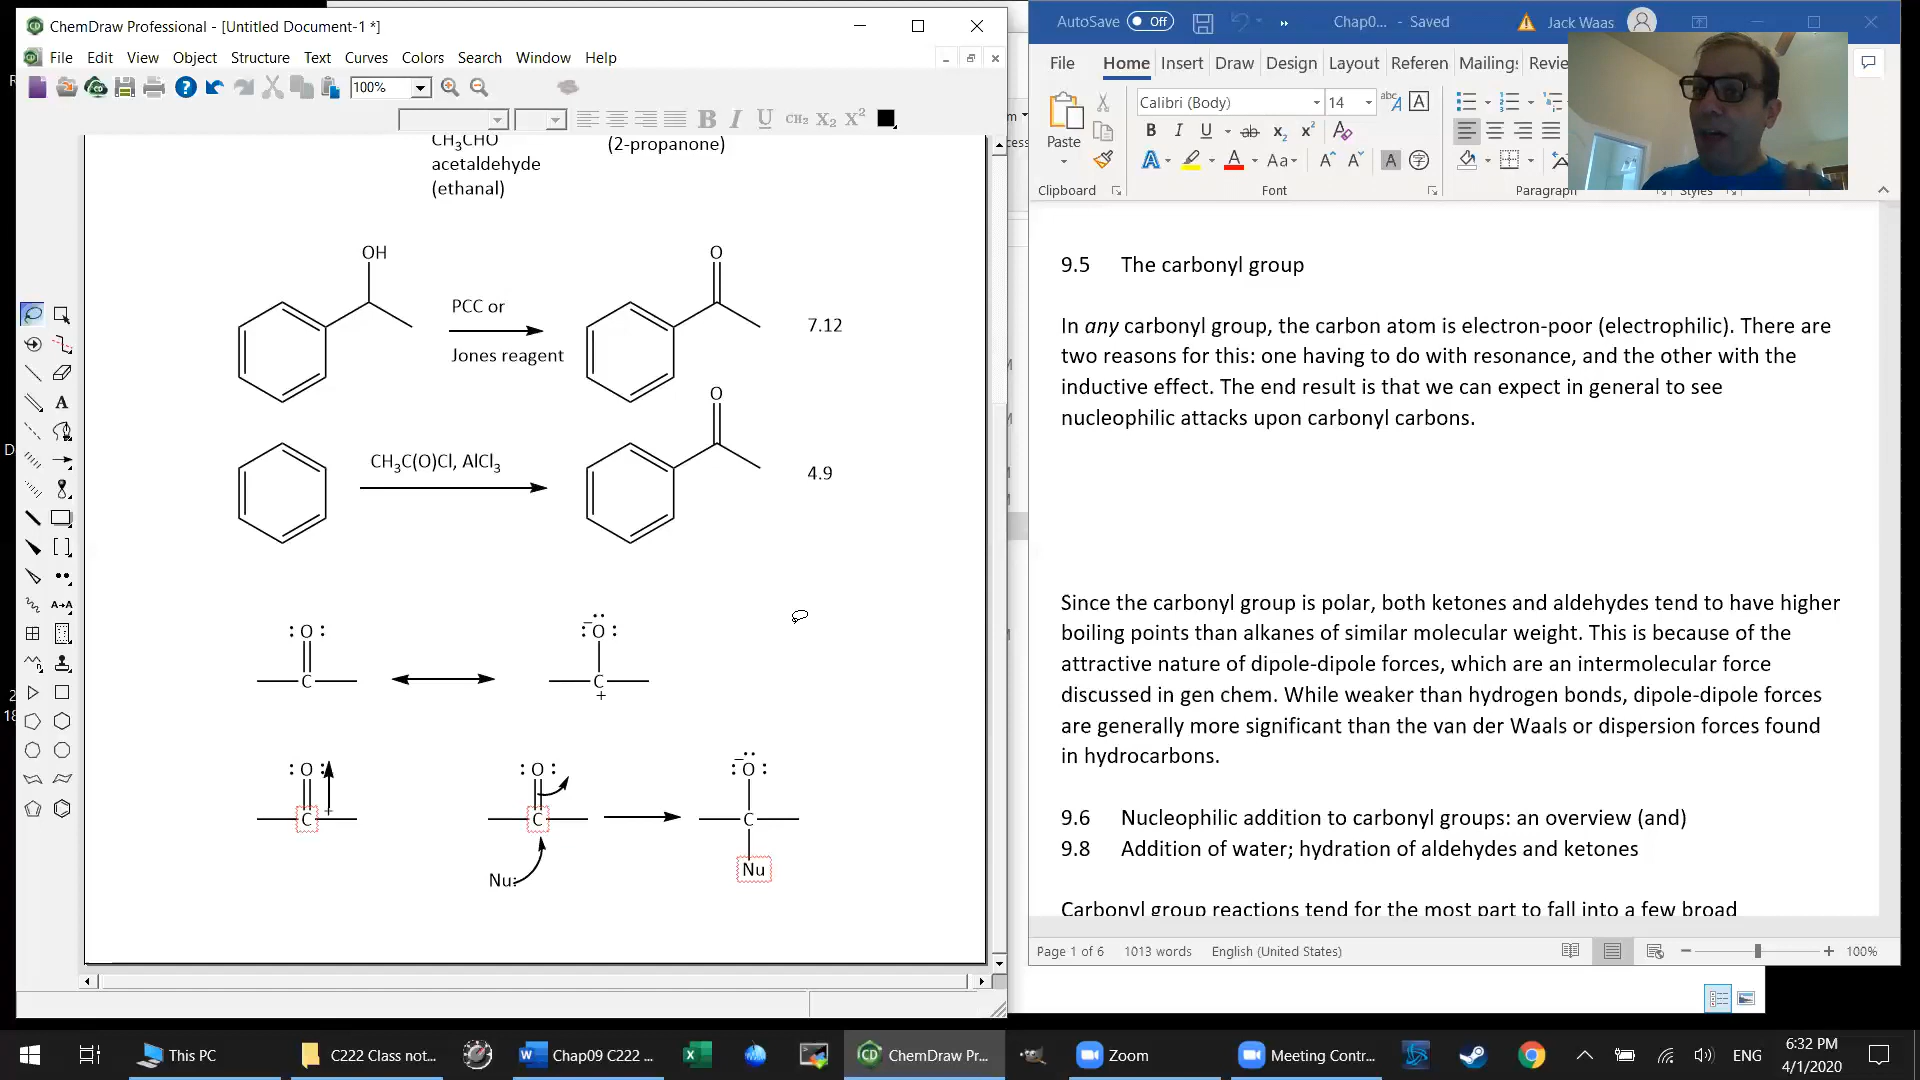 ChemDraw Professional - [Untitled Document-1 *]
File Edit View Object Structure Text Curves Colors Search Window Help
100%
B I U CH2 X2 X2
CH3CHO
acetaldehyde
(ethanal)
(2-propanone)
OH
O
PCC or
Jones reagent
7.12
O
CH3C(O)Cl, AlCl3
4.9
:O:
C
:O:
C
+
:O:
C
+
:O:
C
Nu:
:O:
C
Nu
AutoSave Off Chap0... - Saved Jack Waas
File Home Insert Draw Design Layout Referen Mailings Revie
Paste
Calibri (Body) 14
B I U ab x2 x2
A A Aa A A A
Clipboard Font Paragraph Styles
9.5 The carbonyl group
In any carbonyl group, the carbon atom is electron-poor (electrophilic). There are
two reasons for this: one having to do with resonance, and the other with the
inductive effect. The end result is that we can expect in general to see
nucleophilic attacks upon carbonyl carbons.
Since the carbonyl group is polar, both ketones and aldehydes tend to have higher
boiling points than alkanes of similar molecular weight. This is because of the
attractive nature of dipole-dipole forces, which are an intermolecular force
discussed in gen chem. While weaker than hydrogen bonds, dipole-dipole forces
are generally more significant than the van der Waals or dispersion forces found
in hydrocarbons.
9.6 Nucleophilic addition to carbonyl groups: an overview (and)
9.8 Addition of water; hydration of aldehydes and ketones
Carbonyl group reactions tend for the most part to fall into a few broad
Page 1 of 6 1013 words English (United States) 100%
This PC C222 Class not... Chap09 C222 ... ChemDraw Pr... Zoom Meeting Contr... ENG
6:32 PM
4/1/2020